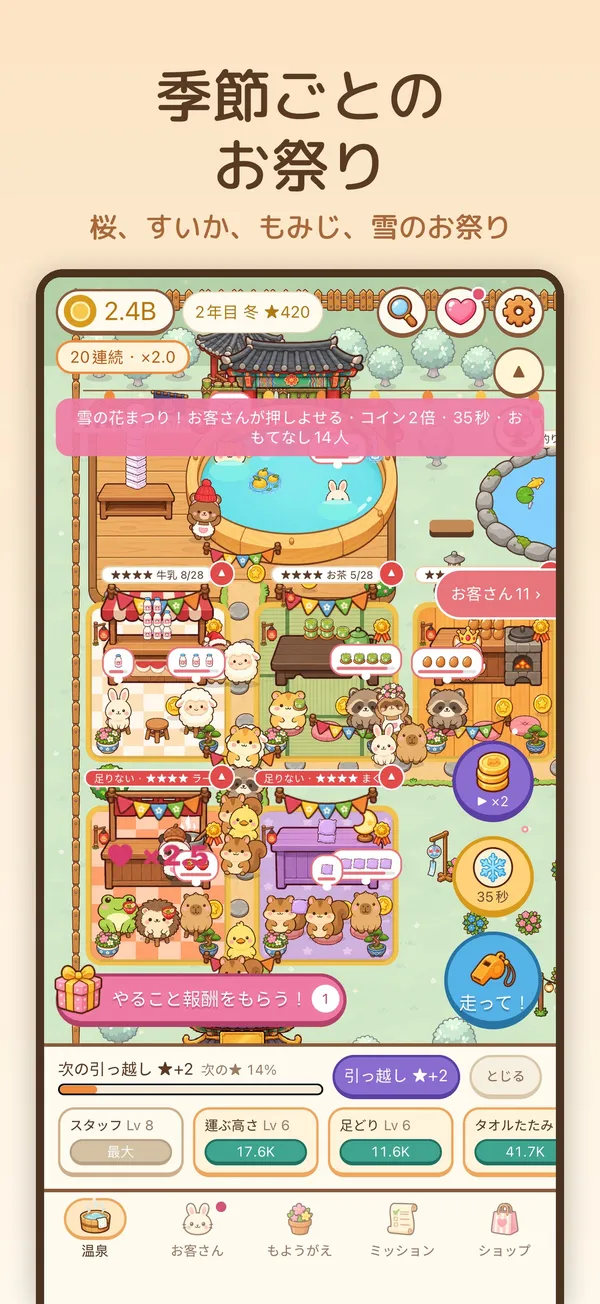 季節ごとの
お祭り
桜、すいか、もみじ、雪のお祭り
2.4B
2年目 冬 ★420
20連続・×2.0
▲
雪の花まつり！お客さんが押しよせる・コイン2倍・35秒・お
もてなし14人
★★★★ 牛乳 8/28
★★★★ お茶 5/28
★★
お客さん11 ›
足りない・★★★★ ラー
足りない・★★★★ まく
▶ ×2
×2.5
35秒
走って！
やること報酬をもらう！ 1
次の引っ越し ★+2 次の★ 14%
引っ越し ★+2
とじる
スタッフ Lv 8
最大
運ぶ高さ Lv 6
17.6K
足どり Lv 6
11.6K
タオルたたみ
41.7K
温泉
お客さん
もようがえ
ミッション
ショップ